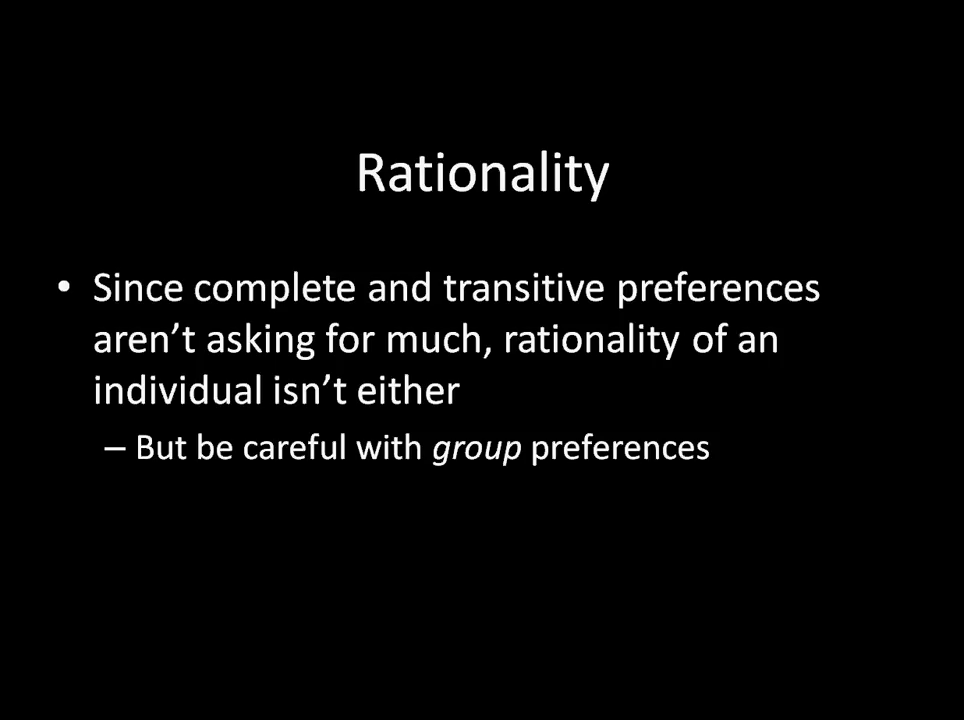 Rationality
• Since complete and transitive preferences
aren’t asking for much, rationality of an
individual isn’t either
– But be careful with group preferences